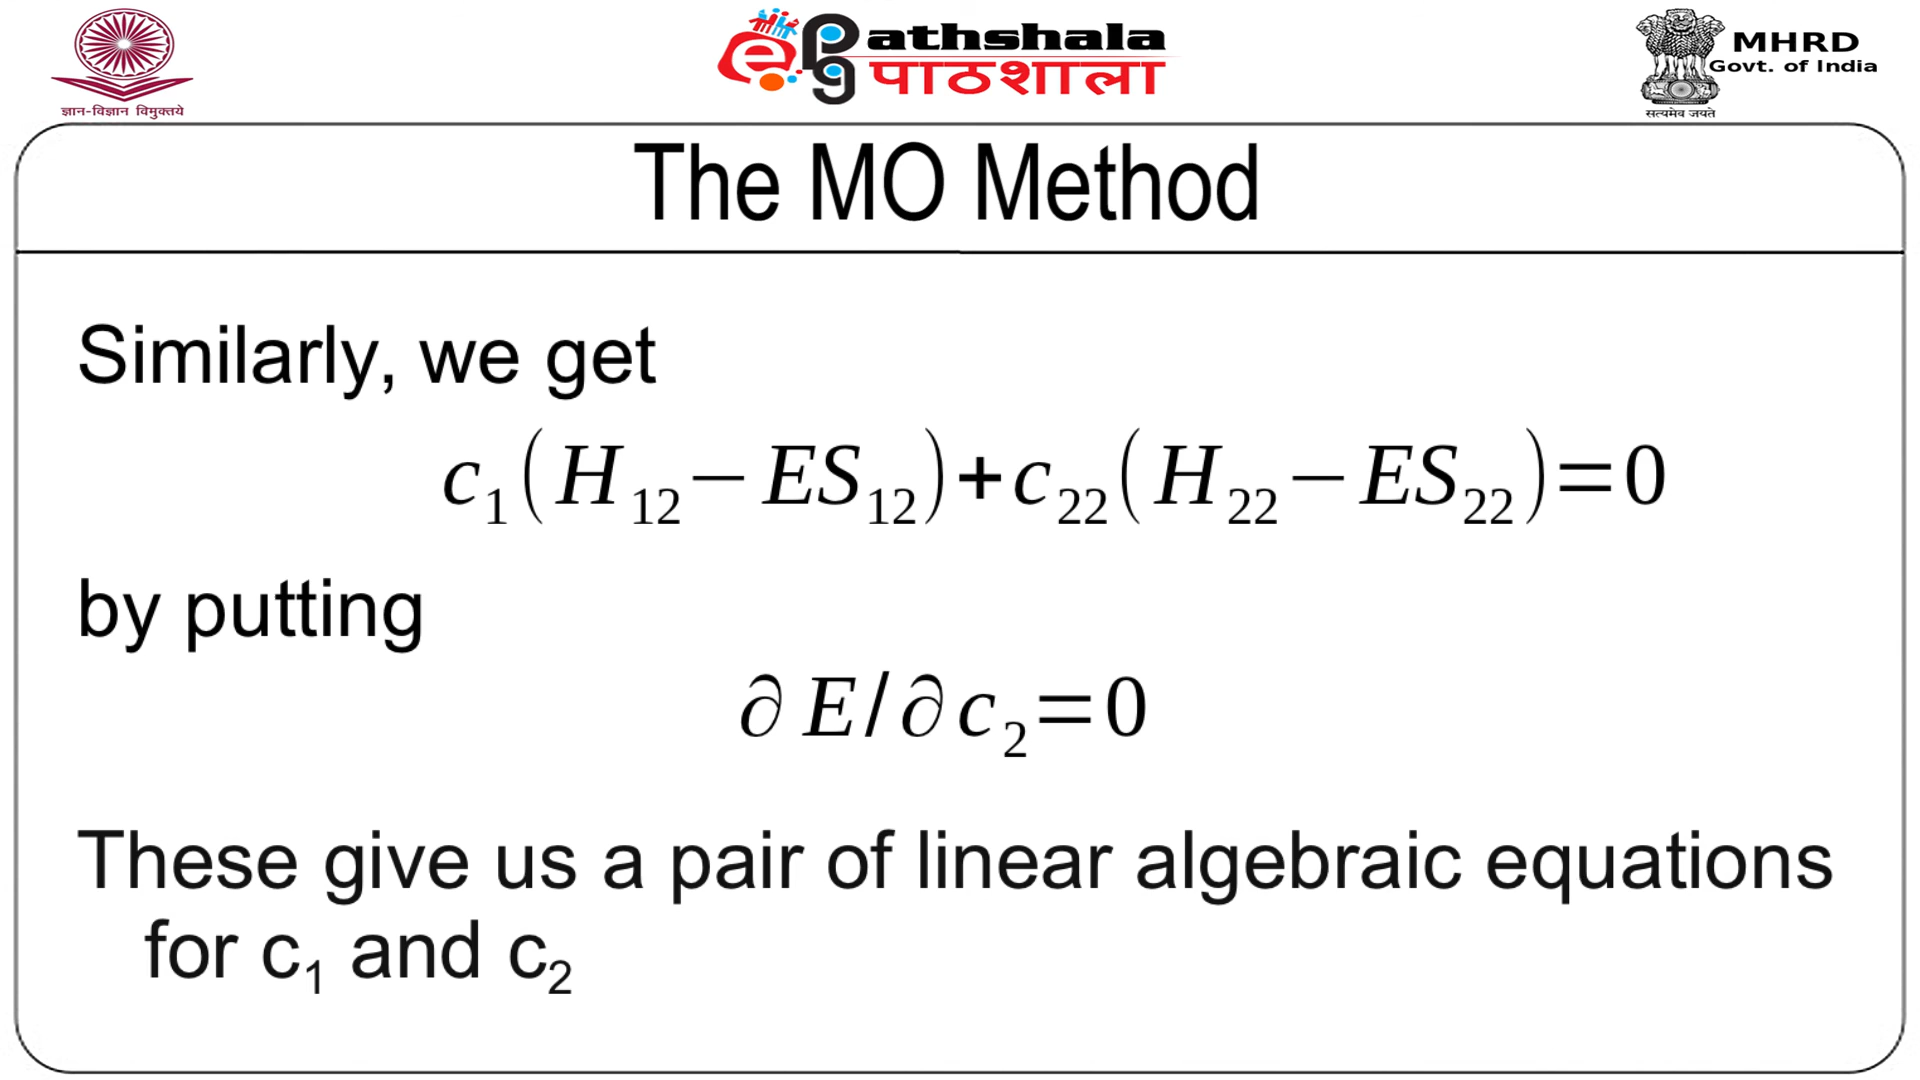 ज्ञान-विज्ञान विमुक्तये
epg athshala
पाठशाला
MHRD
Govt. of India
सत्यमेव जयते
The MO Method
Similarly, we get
c₁(H₁₂−ES₁₂)+c₂₂(H₂₂−ES₂₂)=0
by putting
∂E/∂c₂=0
These give us a pair of linear algebraic equations
for c₁ and c₂